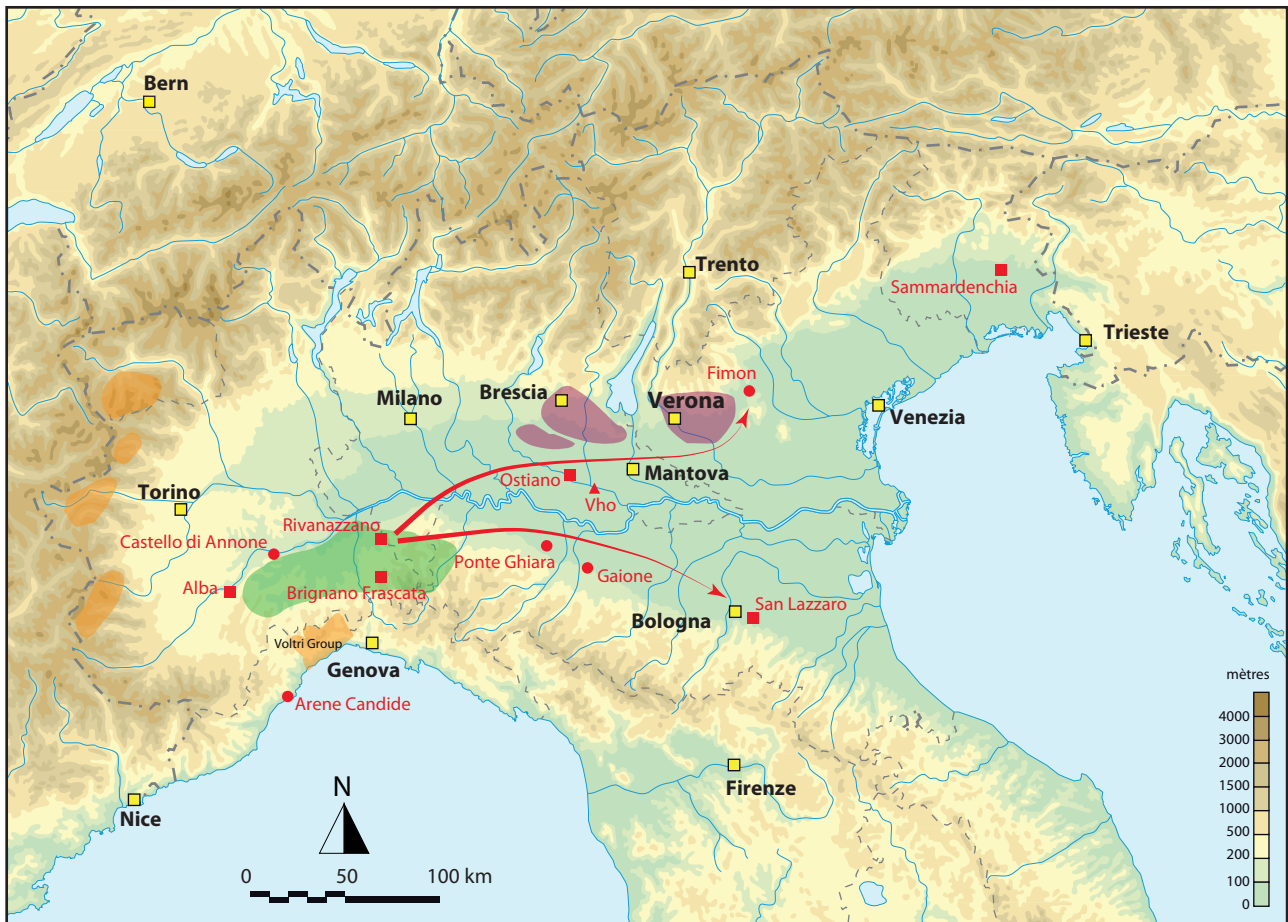 Bern
Trento
Sammardenchia
Trieste
Fimon
Brescia
Verona
Milano
Venezia
Mantova
Ostiano
Vho
Torino
Rivanazzano
Castello di Annone
Ponte Ghiara
Gaione
Alba
Brignano Frascata
San Lazzaro
Bologna
Voltri Group
Genova
Arene Candide
Firenze
Nice
N
0 50 100 km
mètres
4000
3000
2000
1500
1000
500
200
100
0